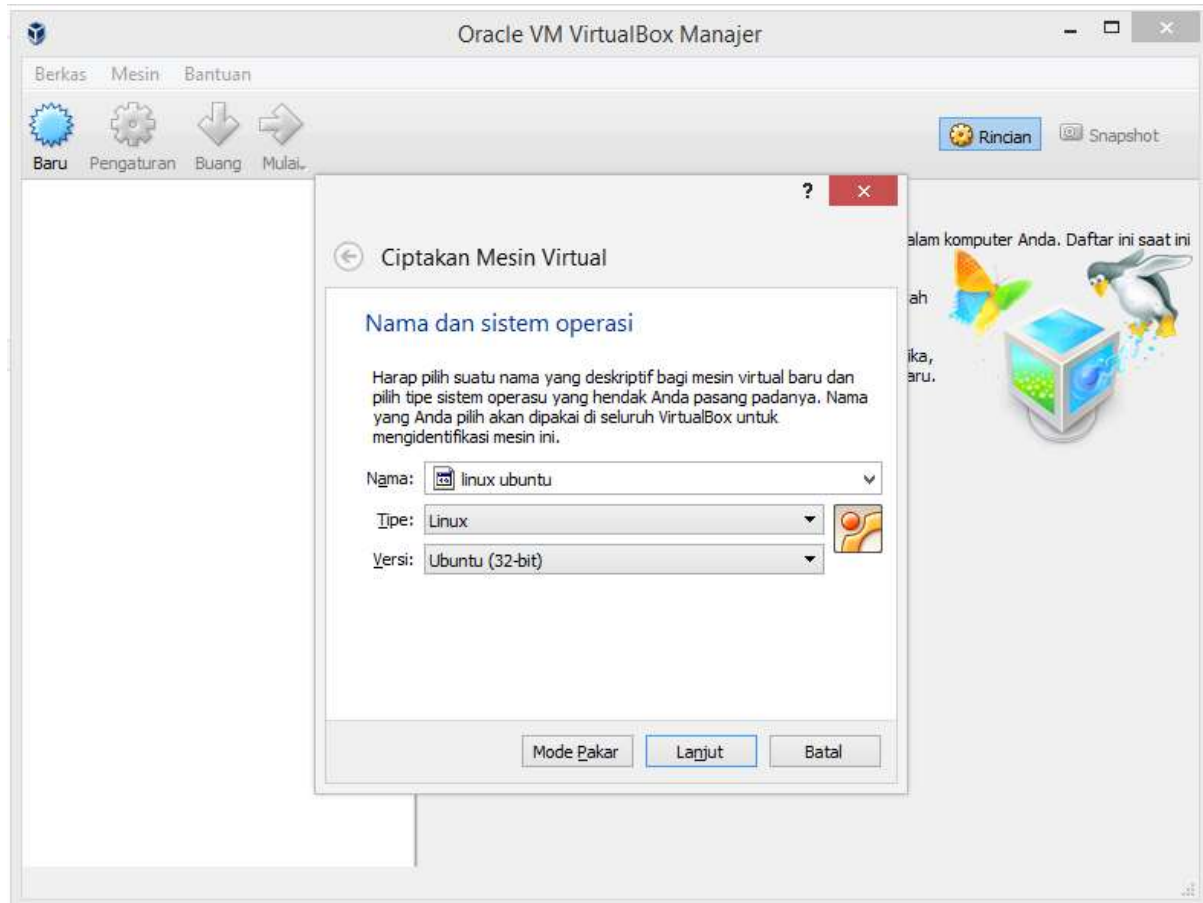 Oracle VM VirtualBox Manajer
Berkas Mesin Bantuan
Baru Pengaturan Buang Mulai
Rincian Snapshot
?
Ciptakan Mesin Virtual
alam komputer Anda. Daftar ini saat ini
ah
ika,
aru.
Nama dan sistem operasi
Harap pilih suatu nama yang deskriptif bagi mesin virtual baru dan
pilih tipe sistem operasu yang hendak Anda pasang padanya. Nama
yang Anda pilih akan dipakai di seluruh VirtualBox untuk
mengidentifikasi mesin ini.
Nama: linux ubuntu
Tipe: Linux
Versi: Ubuntu (32-bit)
Mode Pakar Lanjut Batal